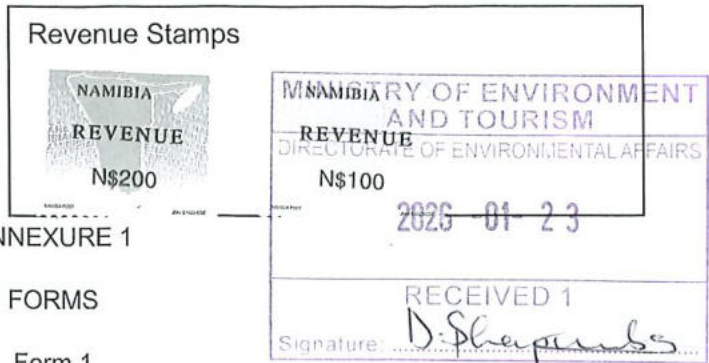 Revenue Stamps
NAMIBIA
REVENUE
N$200
NAMIBIA
REVENUE
N$100
MINISTRY OF ENVIRONMENT
AND TOURISM
DIRECTORATE OF ENVIRONMENTAL AFFAIRS
2026 -01- 23
RECEIVED 1
Signature:
NNEXURE 1
FORMS
Form 1